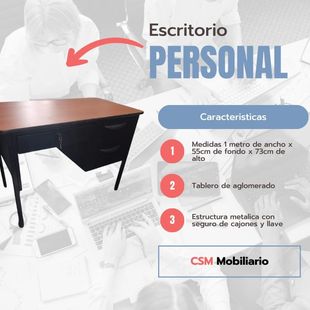 Escritorio
PERSONAL
Caracteristicas
1
Medidas 1 metro de ancho x
55cm de fondo x 73cm de
alto
2
Tablero de aglomerado
3
Estructura metalica con
seguro de cajones y llave
CSM Mobiliario